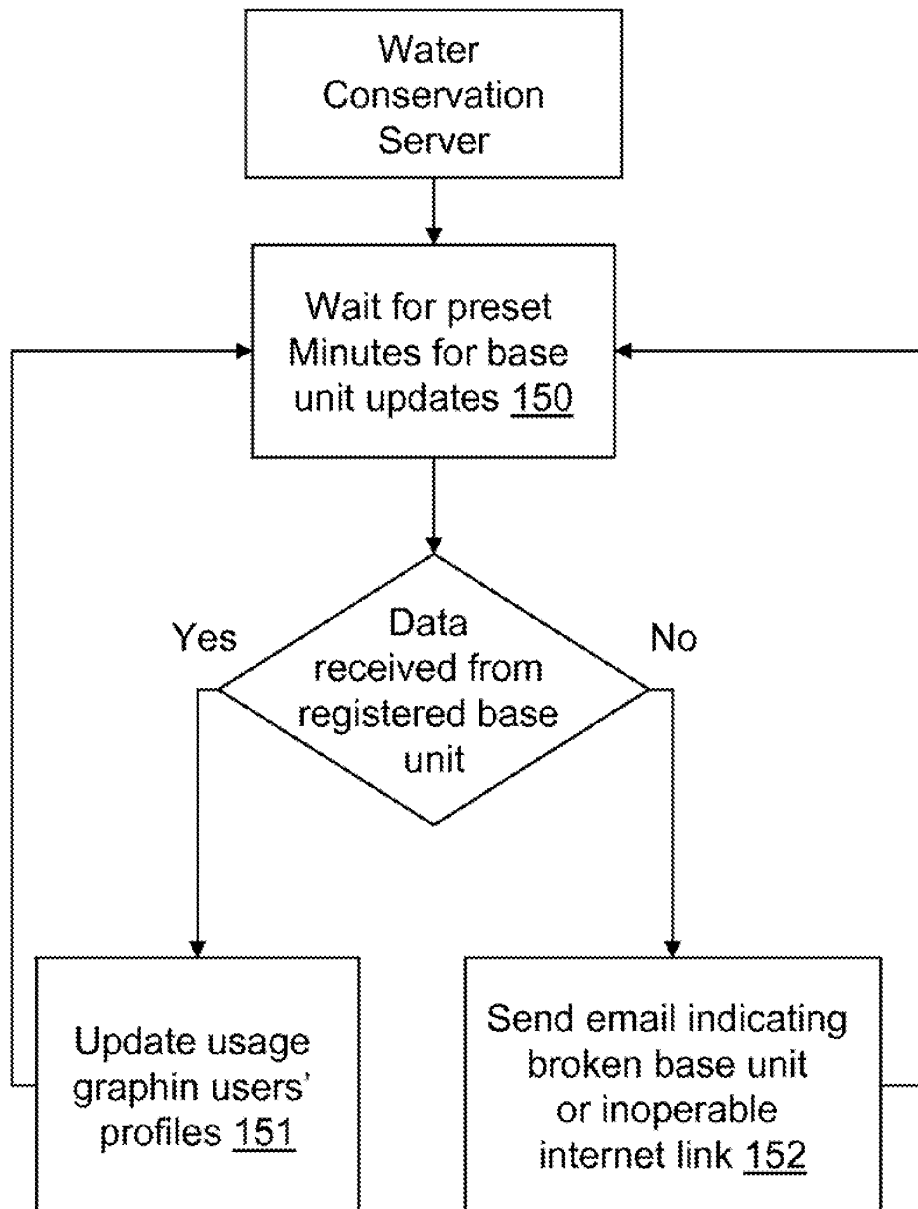 Water
Conservation
Server
Wait for preset
Minutes for base
unit updates 150
Yes
Data
received from
registered base
unit
No
Update usage
graphin users’
profiles 151
Send email indicating
broken base unit
or inoperable
internet link 152